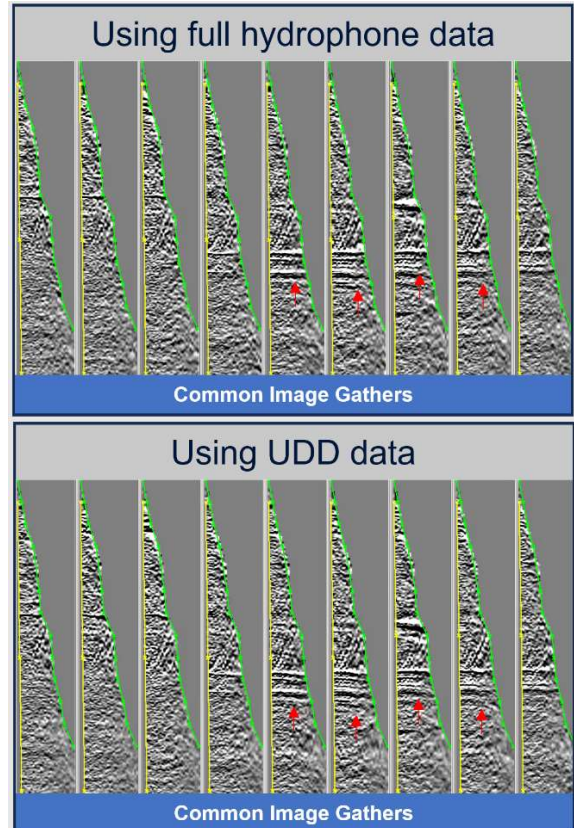 Using full hydrophone data
Common Image Gathers
Using UDD data
Common Image Gathers